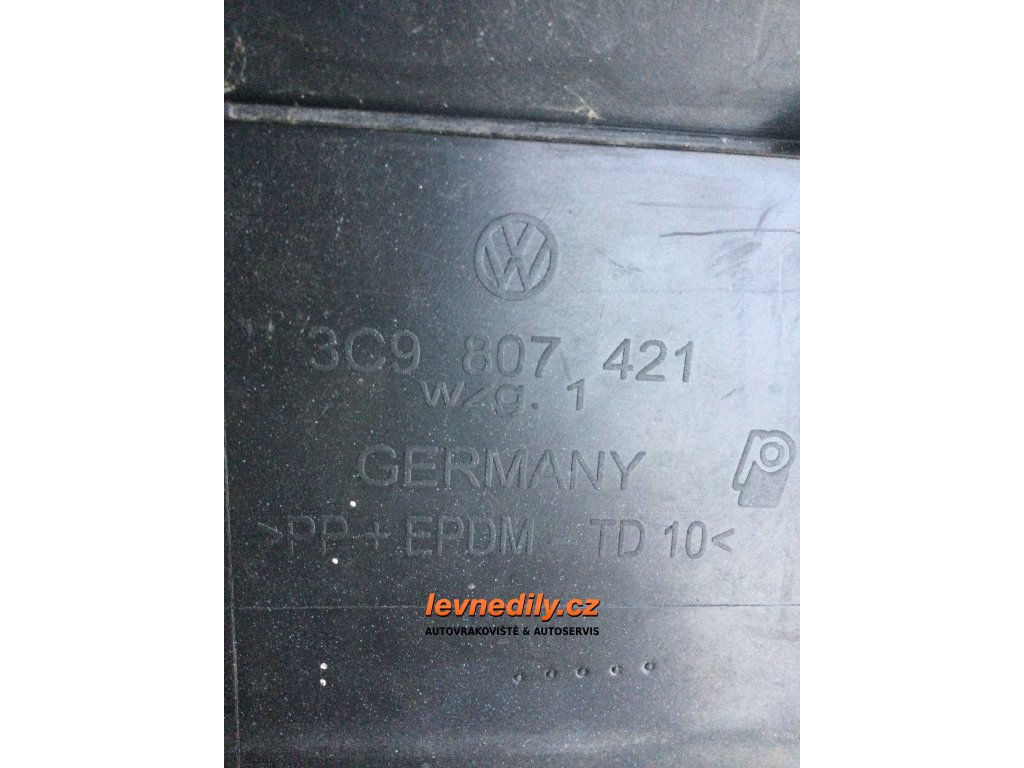 3C9 807 421
w/g. 1
GERMANY
>PP + EPDM - TD 10<
levnedily.cz
AUTOVRAKOVIŠTĚ & AUTOSERVIS